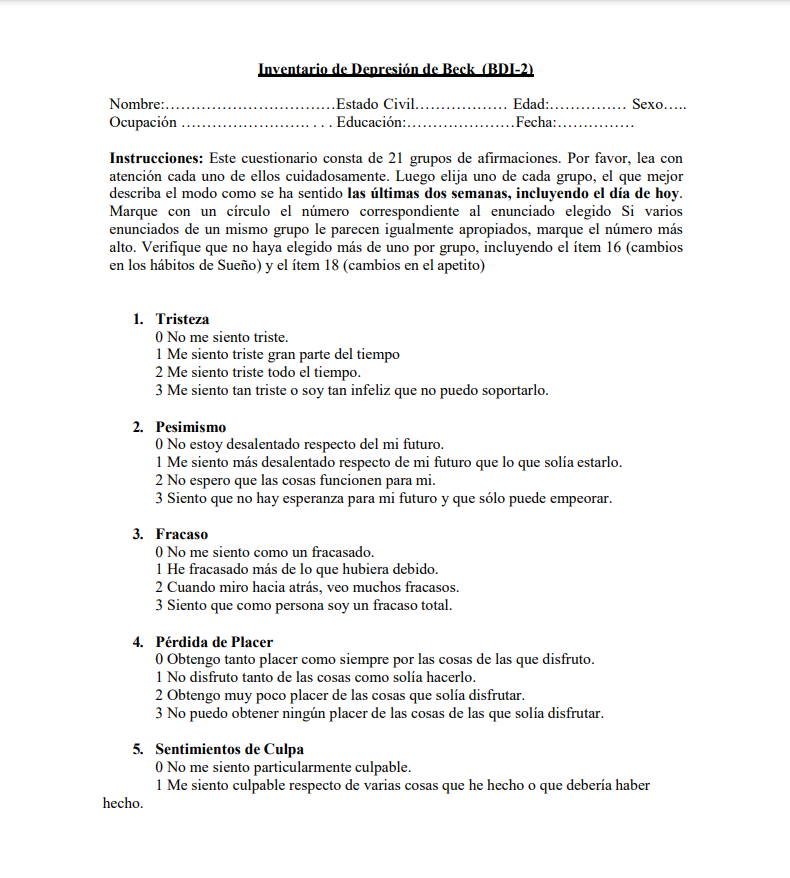 Inventario de Depresión de Beck (BDI-2)
Nombre:……………………………Estado Civil……………… Edad:…………… Sexo…..
Ocupación ……………………. . . . Educación:…………………Fecha:……………
Instrucciones: Este cuestionario consta de 21 grupos de afirmaciones. Por favor, lea con
atención cada uno de ellos cuidadosamente. Luego elija uno de cada grupo, el que mejor
describa el modo como se ha sentido las últimas dos semanas, incluyendo el día de hoy.
Marque con un círculo el número correspondiente al enunciado elegido Si varios
enunciados de un mismo grupo le parecen igualmente apropiados, marque el número más
alto. Verifique que no haya elegido más de uno por grupo, incluyendo el ítem 16 (cambios
en los hábitos de Sueño) y el ítem 18 (cambios en el apetito)
1. Tristeza
0 No me siento triste.
1 Me siento triste gran parte del tiempo
2 Me siento triste todo el tiempo.
3 Me siento tan triste o soy tan infeliz que no puedo soportarlo.
2. Pesimismo
0 No estoy desalentado respecto del mi futuro.
1 Me siento más desalentado respecto de mi futuro que lo que solía estarlo.
2 No espero que las cosas funcionen para mi.
3 Siento que no hay esperanza para mi futuro y que sólo puede empeorar.
3. Fracaso
0 No me siento como un fracasado.
1 He fracasado más de lo que hubiera debido.
2 Cuando miro hacia atrás, veo muchos fracasos.
3 Siento que como persona soy un fracaso total.
4. Pérdida de Placer
0 Obtengo tanto placer como siempre por las cosas de las que disfruto.
1 No disfruto tanto de las cosas como solía hacerlo.
2 Obtengo muy poco placer de las cosas que solía disfrutar.
3 No puedo obtener ningún placer de las cosas de las que solía disfrutar.
5. Sentimientos de Culpa
0 No me siento particularmente culpable.
1 Me siento culpable respecto de varias cosas que he hecho o que debería haber
hecho.